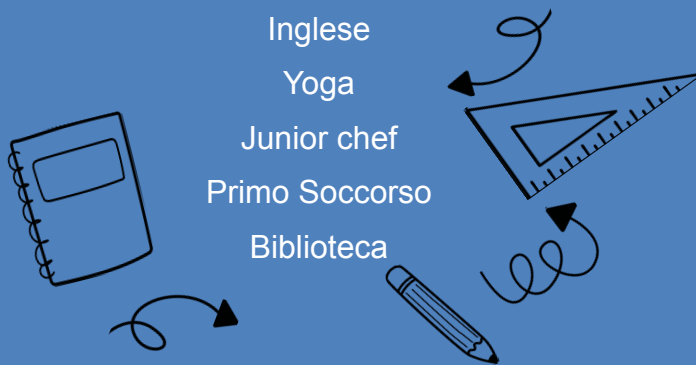 Inglese
Yoga
Junior chef
Primo Soccorso
Biblioteca